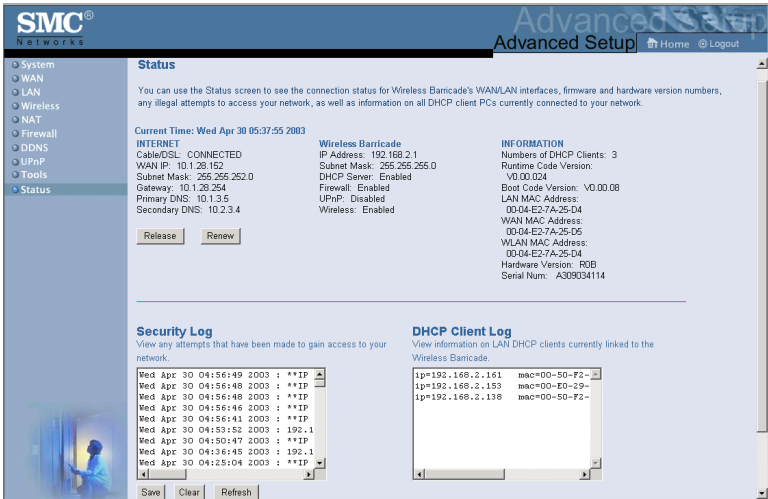 SMC®
Networks
Advanced Setup
Advanced Setup
Home
Logout
System
WAN
LAN
Wireless
NAT
Firewall
DDNS
UPnP
Tools
Status
Status
You can use the Status screen to see the connection status for Wireless Barricade's WAN/LAN interfaces, firmware and hardware version numbers,
any illegal attempts to access your network, as well as information on all DHCP client PCs currently connected to your network.
Current Time: Wed Apr 30 05:37:55 2003
INTERNET
Cable/DSL: CONNECTED
WAN IP: 10.1.28.152
Subnet Mask: 255.255.252.0
Gateway: 10.1.28.254
Primary DNS: 10.1.3.5
Secondary DNS: 10.2.3.4
Release
Renew
Wireless Barricade
IP Address: 192.168.2.1
Subnet Mask: 255.255.255.0
DHCP Server: Enabled
Firewall: Enabled
UPnP: Disabled
Wireless: Enabled
INFORMATION
Numbers of DHCP Clients: 3
Runtime Code Version:
V0.00.024
Boot Code Version: V0.00.08
LAN MAC Address:
00-04-E2-7A-25-D4
WAN MAC Address:
00-04-E2-7A-25-D5
WLAN MAC Address:
00-04-E2-7A-25-D4
Hardware Version: R0B
Serial Num: A309034114
Security Log
View any attempts that have been made to gain access to your
network.
Wed Apr 30 04:56:49 2003 : **IP
Wed Apr 30 04:56:48 2003 : **IP
Wed Apr 30 04:56:48 2003 : **IP
Wed Apr 30 04:56:46 2003 : **IP
Wed Apr 30 04:56:41 2003 : **IP
Wed Apr 30 04:53:52 2003 : 192.1
Wed Apr 30 04:50:47 2003 : **IP
Wed Apr 30 04:36:45 2003 : 192.1
Wed Apr 30 04:25:04 2003 : **IP
Save
Clear
Refresh
DHCP Client Log
View information on LAN DHCP clients currently linked to the
Wireless Barricade.
ip=192.168.2.161 mac=00-50-F2-
ip=192.168.2.153 mac=00-E0-29-
ip=192.168.2.138 mac=00-50-F2-